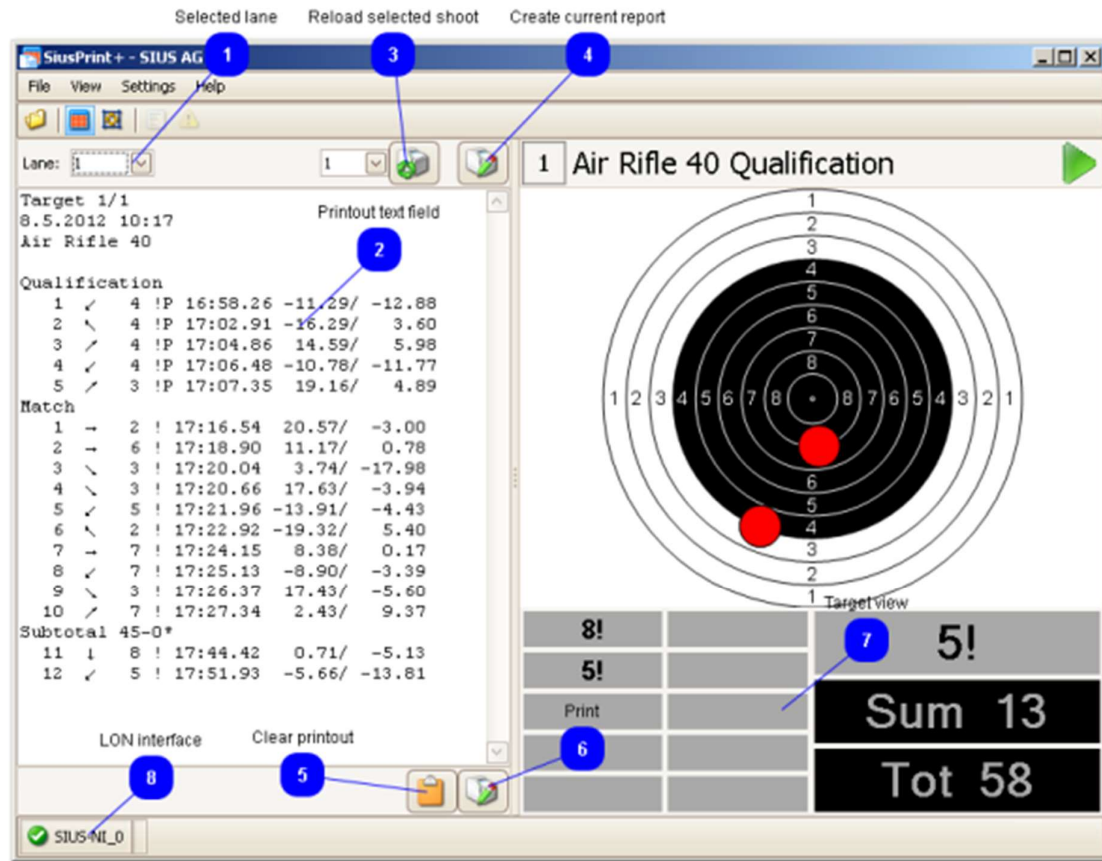 Selected lane Reload selected shoot Create current report
1 3 4
SiusPrint+ - SIUS AG
File View Settings Help
Lane: 1 1
1 Air Rifle 40 Qualification
Target 1/1
8.5.2012 10:17
Air Rifle 40
Printout text field
2
Qualification
1 ↙ 4 !P 16:58.26 -11.29/ -12.88
2 ↖ 4 !P 17:02.91 -16.29/ 3.60
3 ↗ 4 !P 17:04.86 14.59/ 5.98
4 ↙ 4 !P 17:06.48 -10.78/ -11.77
5 ↗ 3 !P 17:07.35 19.16/ 4.89
Match
1 → 2 ! 17:16.54 20.57/ -3.00
2 → 6 ! 17:18.90 11.17/ 0.78
3 ↘ 3 ! 17:20.04 3.74/ -17.98
4 ↘ 3 ! 17:20.66 17.63/ -3.94
5 ↙ 5 ! 17:21.96 -13.91/ -4.43
6 ↖ 2 ! 17:22.92 -19.32/ 5.40
7 → 7 ! 17:24.15 8.38/ 0.17
8 ↙ 7 ! 17:25.13 -8.90/ -3.39
9 ↘ 3 ! 17:26.37 17.43/ -5.60
10 ↗ 7 ! 17:27.34 2.43/ 9.37
Subtotal 45-0*
11 ↓ 8 ! 17:44.42 0.71/ -5.13
12 ↙ 5 ! 17:51.93 -5.66/ -13.81
LON interface Clear printout
8 5
SIUS-NI_0
1
2
3
4
5
6
7
8
1 2 3 4 5 6 7 8 8 7 6 5 4 3 2 1
6
5
4
3
2
1
Target view
7
8!
5!
Print
6
5!
Sum 13
Tot 58